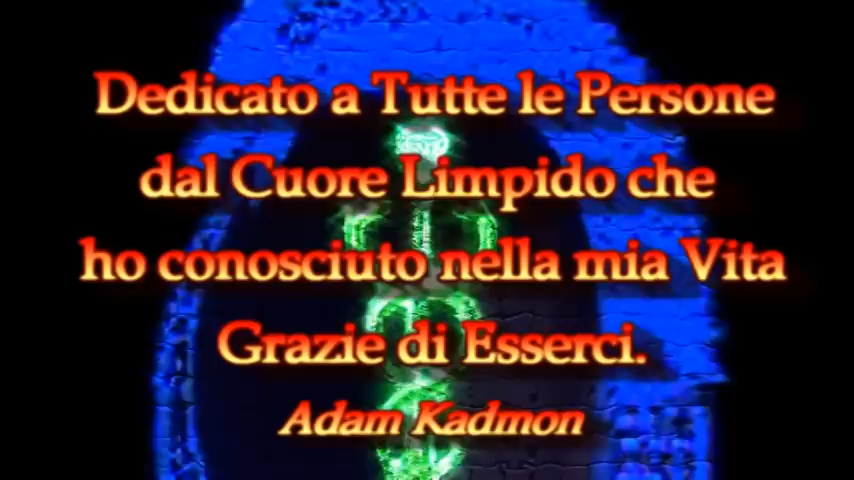 Dedicato a Tutte le Persone
dal Cuore Limpido che
ho conosciuto nella mia Vita
Grazie di Esserci.
Adam Kadmon